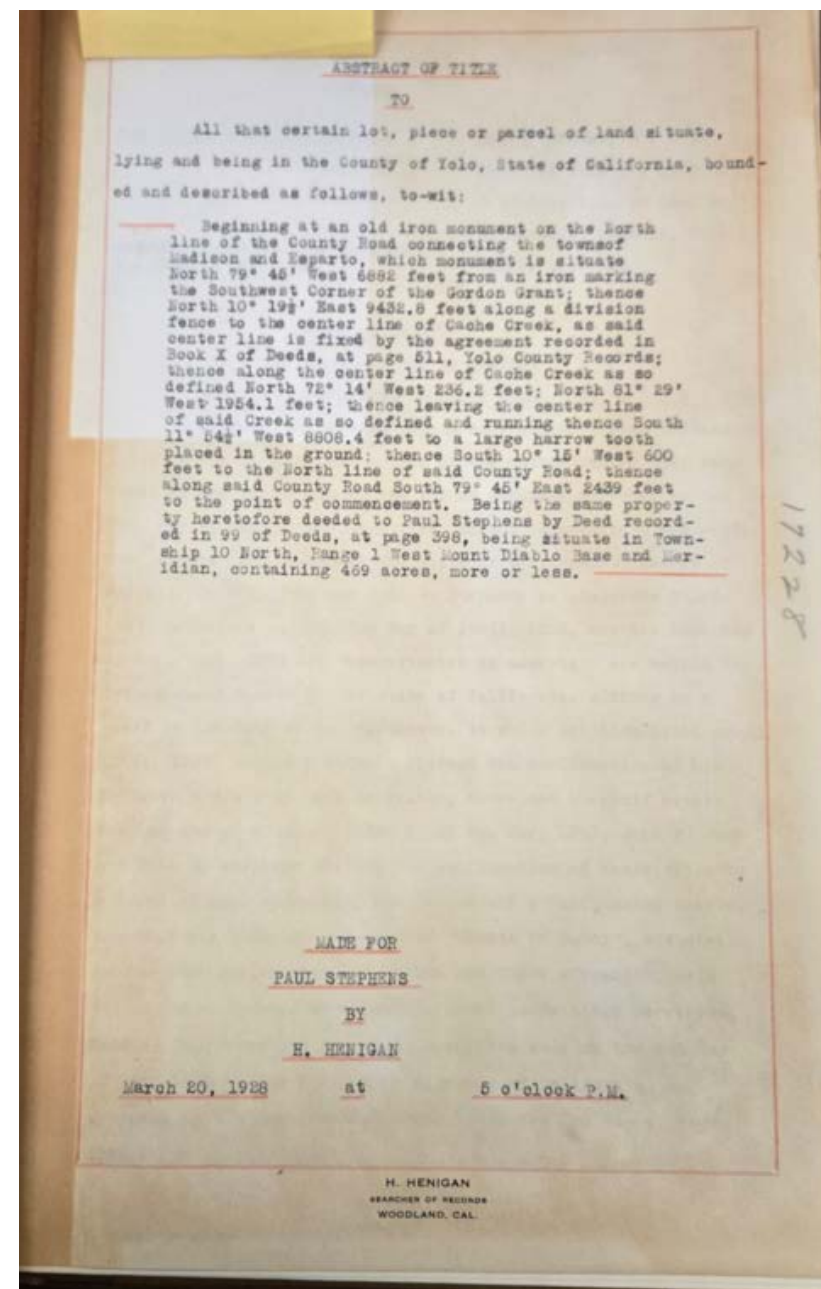 ABSTRACT OF TITLE
TO
All that certain lot, piece or parcel of land situate,
lying and being in the County of Yolo, State of California, bound-
ed and described as follows, to-wit:
Beginning at an old iron monument on the North
line of the County Road connecting the townsof
Madison and Esparto, which monument is situate
North 79° 45' West 6882 feet from an iron marking
the Southwest Corner of the Gordon Grant; thence
North 10° 19½' East 9432.8 feet along a division
fence to the center line of Cache Creek, as said
center line is fixed by the agreement recorded in
Book X of Deeds, at page 511, Yolo County Records;
thence along the center line of Cache Creek as so
defined North 72° 14' West 236.2 feet; North 81° 29'
West 1954.1 feet; thence leaving the center line
of said Creek as so defined and running thence South
11° 54½' West 8808.4 feet to a large harrow tooth
placed in the ground; thence South 10° 15' West 600
feet to the North line of said County Road; thence
along said County Road South 79° 45' East 2439 feet
to the point of commencement. Being the same proper-
ty heretofore deeded to Paul Stephens by Deed record-
ed in 99 of Deeds, at page 398, being situate in Town-
ship 10 North, Range 1 West Mount Diablo Base and Mer-
idian, containing 469 acres, more or less.
17228
MADE FOR
PAUL STEPHENS
BY
H. HENIGAN
March 20, 1928 at 5 o'clock P.M.
H. HENIGAN
SEARCHER OF RECORDS
WOODLAND, CAL.